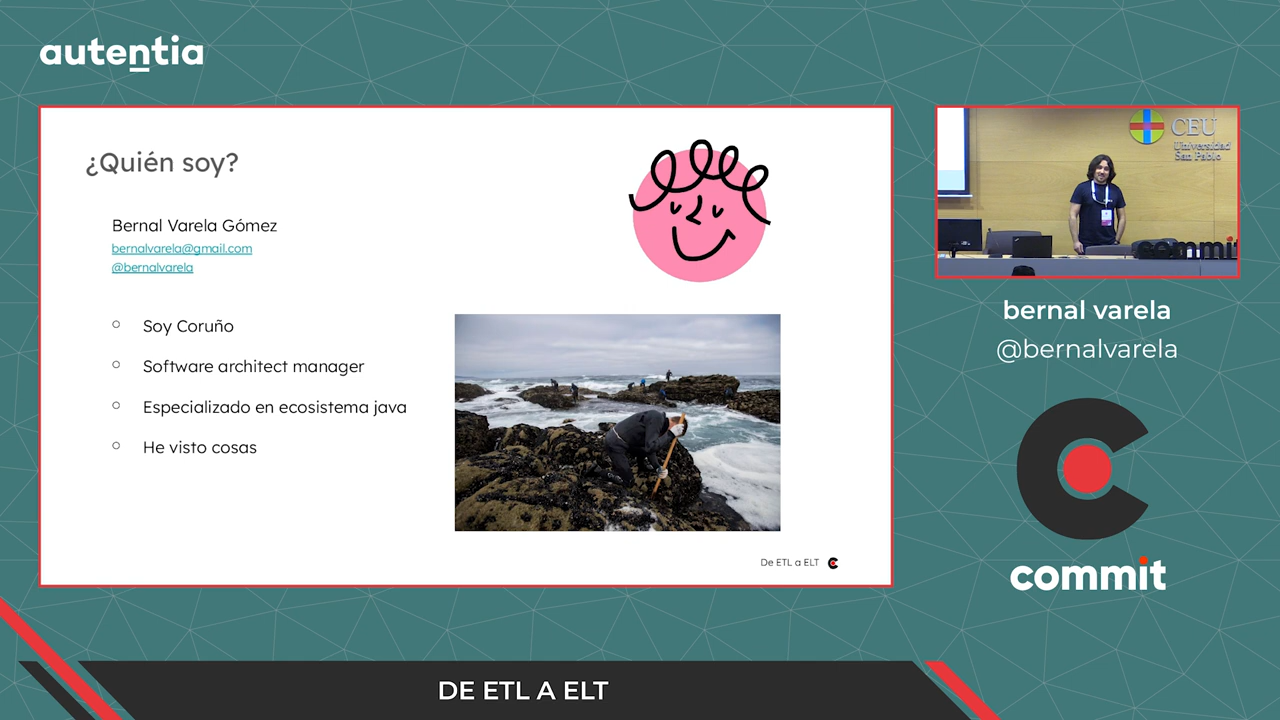 autentia
¿Quién soy?
Bernal Varela Gómez
bernalvarela@gmail.com
@bernalvarela
Soy Coruño
Software architect manager
Especializado en ecosistema java
He visto cosas
De ETL a ELT
CEU
Universidad
San Pablo
commit
bernal varela
@bernalvarela
commit
DE ETL A ELT